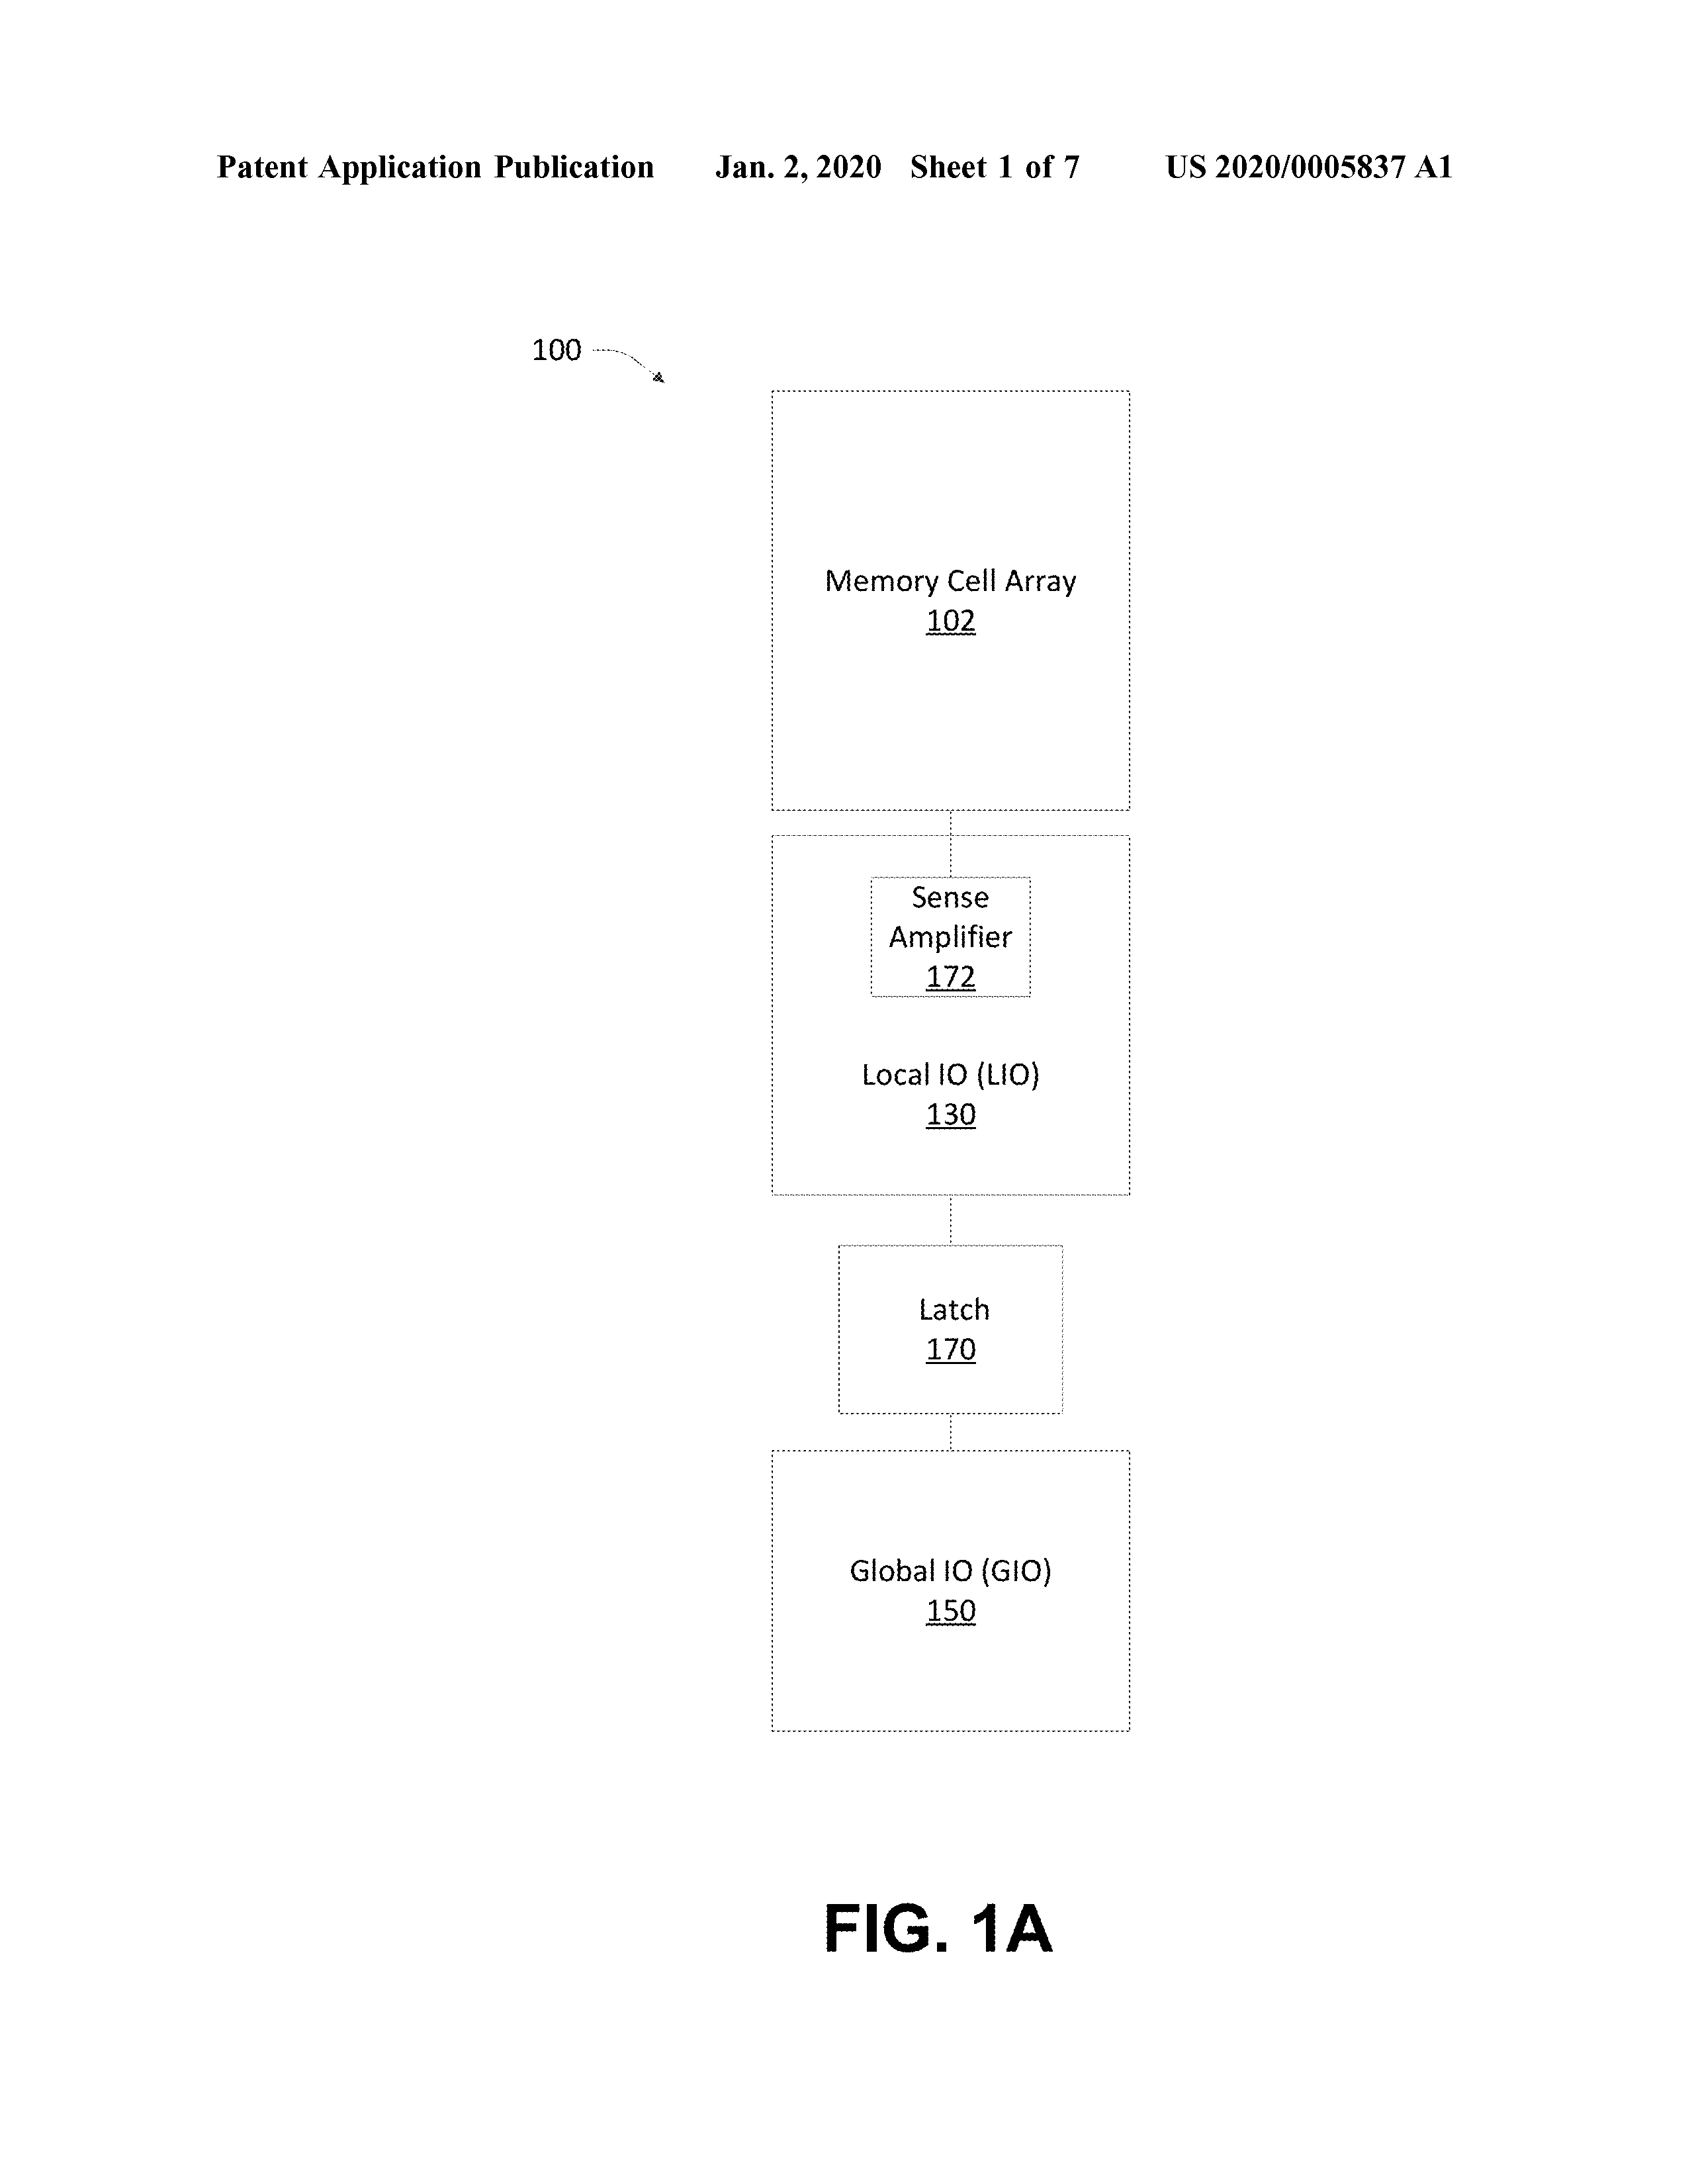 Patent Application Publication Jan. 2, 2020 Sheet 1 of 7 US 2020/0005837 A1
100
Memory Cell Array
102
Sense
Amplifier
172
Local IO (LIO)
130
Latch
170
Global IO (GIO)
150
FIG. 1A